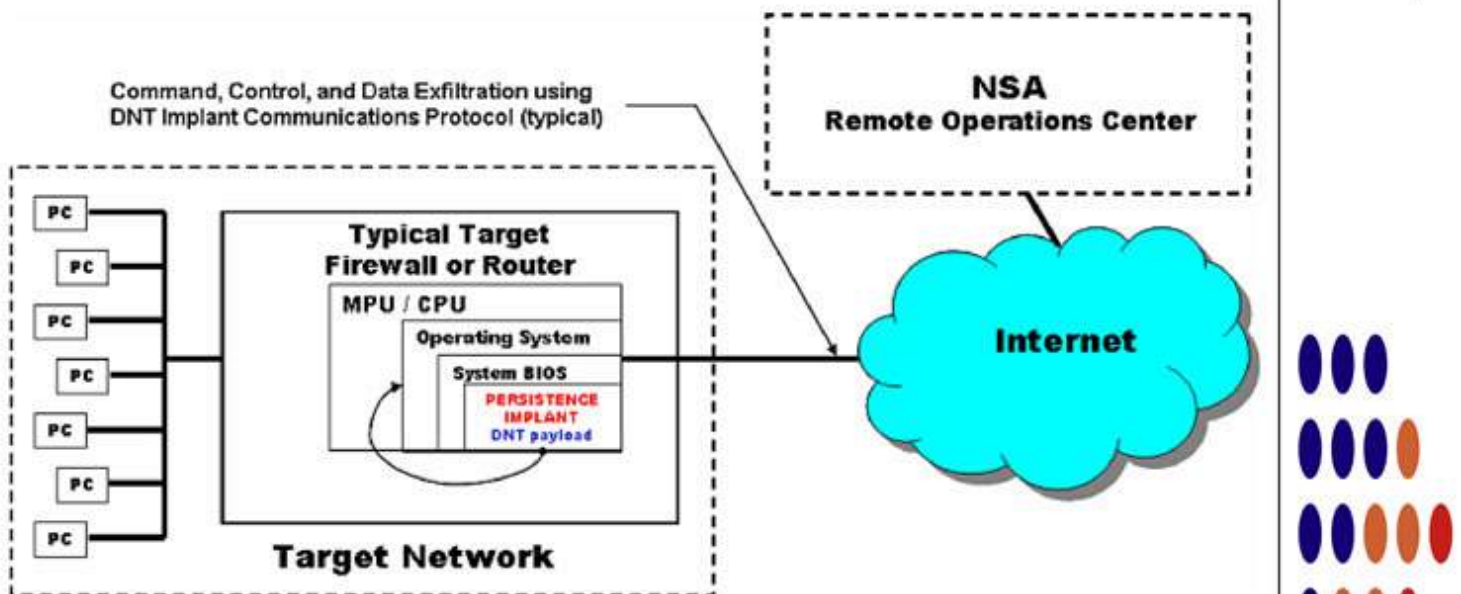 Command, Control, and Data Exfiltration using
DNT Implant Communications Protocol (typical)
NSA
Remote Operations Center
PC
PC
PC
PC
PC
PC
PC
Typical Target
Firewall or Router
MPU / CPU
Operating System
System BIOS
PERSISTENCE
IMPLANT
DNT payload
Internet
Target Network